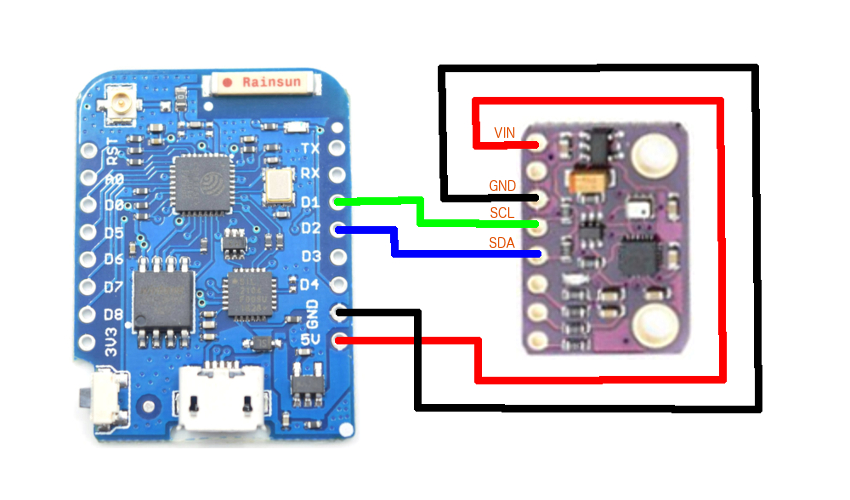 Rainsun
TX
RX
D1
D2
D3
D4
GND
5V
RST
A0
D0
D5
D6
D7
D8
3V3
VIN
GND
SCL
SDA